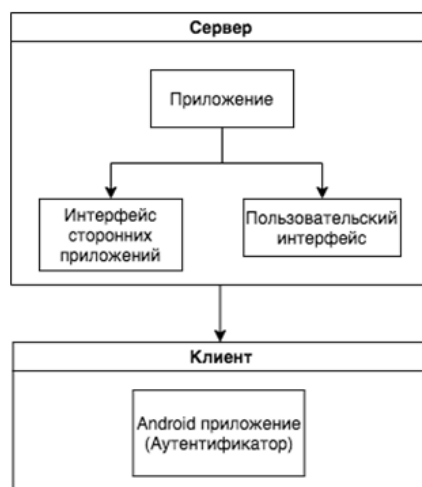 Сервер
Приложение
Интерфейс
сторонних
приложений
Пользовательский
интерфейс
Клиент
Android приложение
(Аутентификатор)